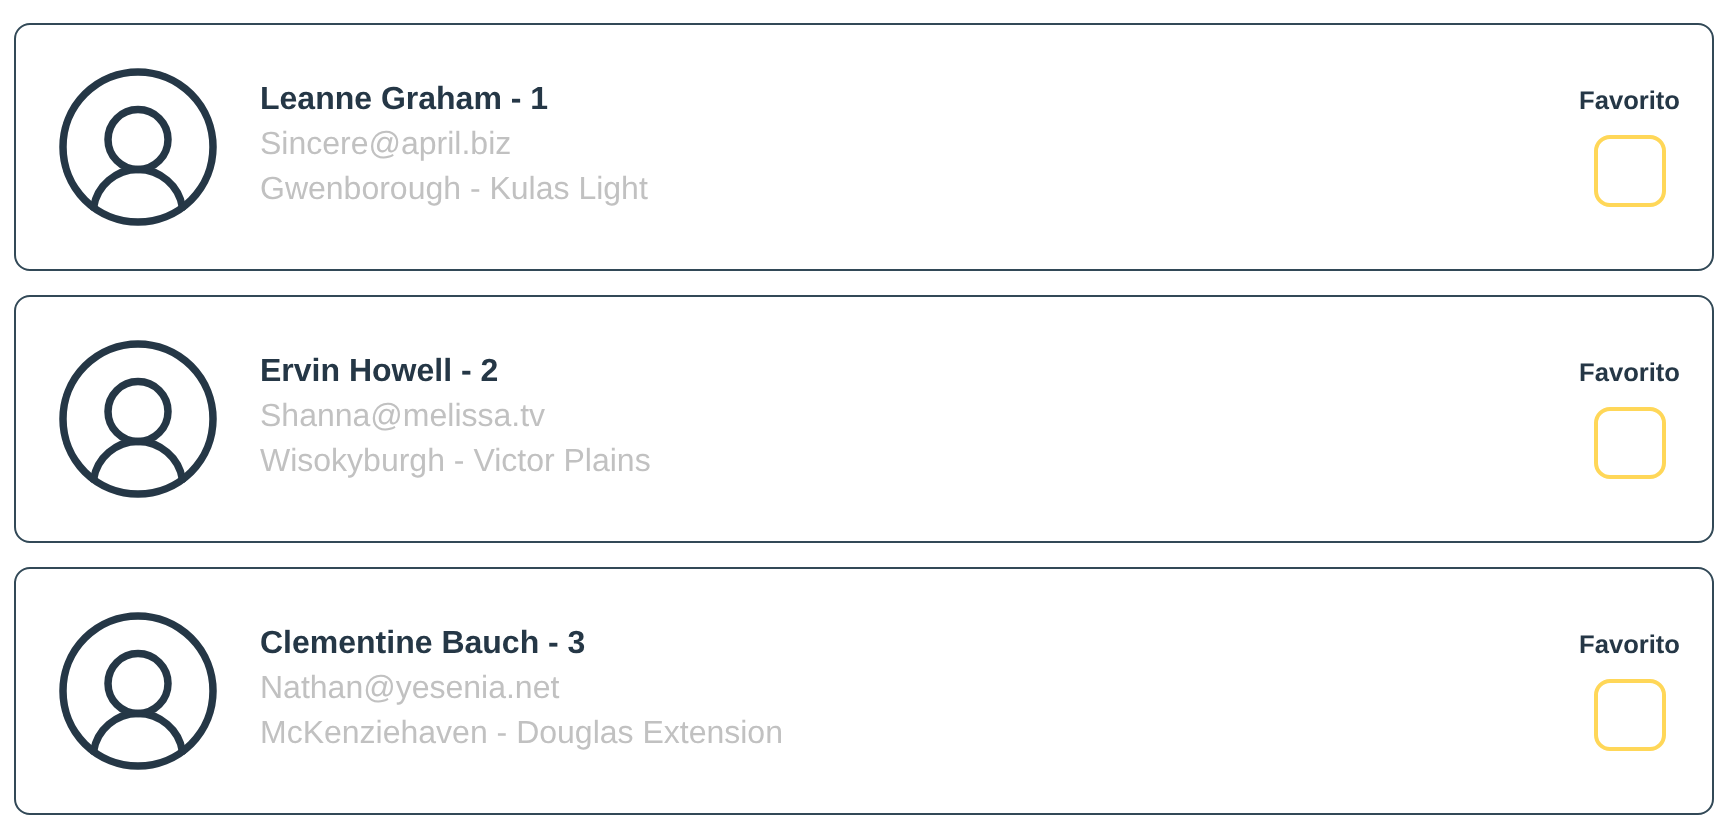 Leanne Graham - 1
Sincere@april.biz
Gwenborough - Kulas Light
Favorito
Ervin Howell - 2
Shanna@melissa.tv
Wisokyburgh - Victor Plains
Favorito
Clementine Bauch - 3
Nathan@yesenia.net
McKenziehaven - Douglas Extension
Favorito